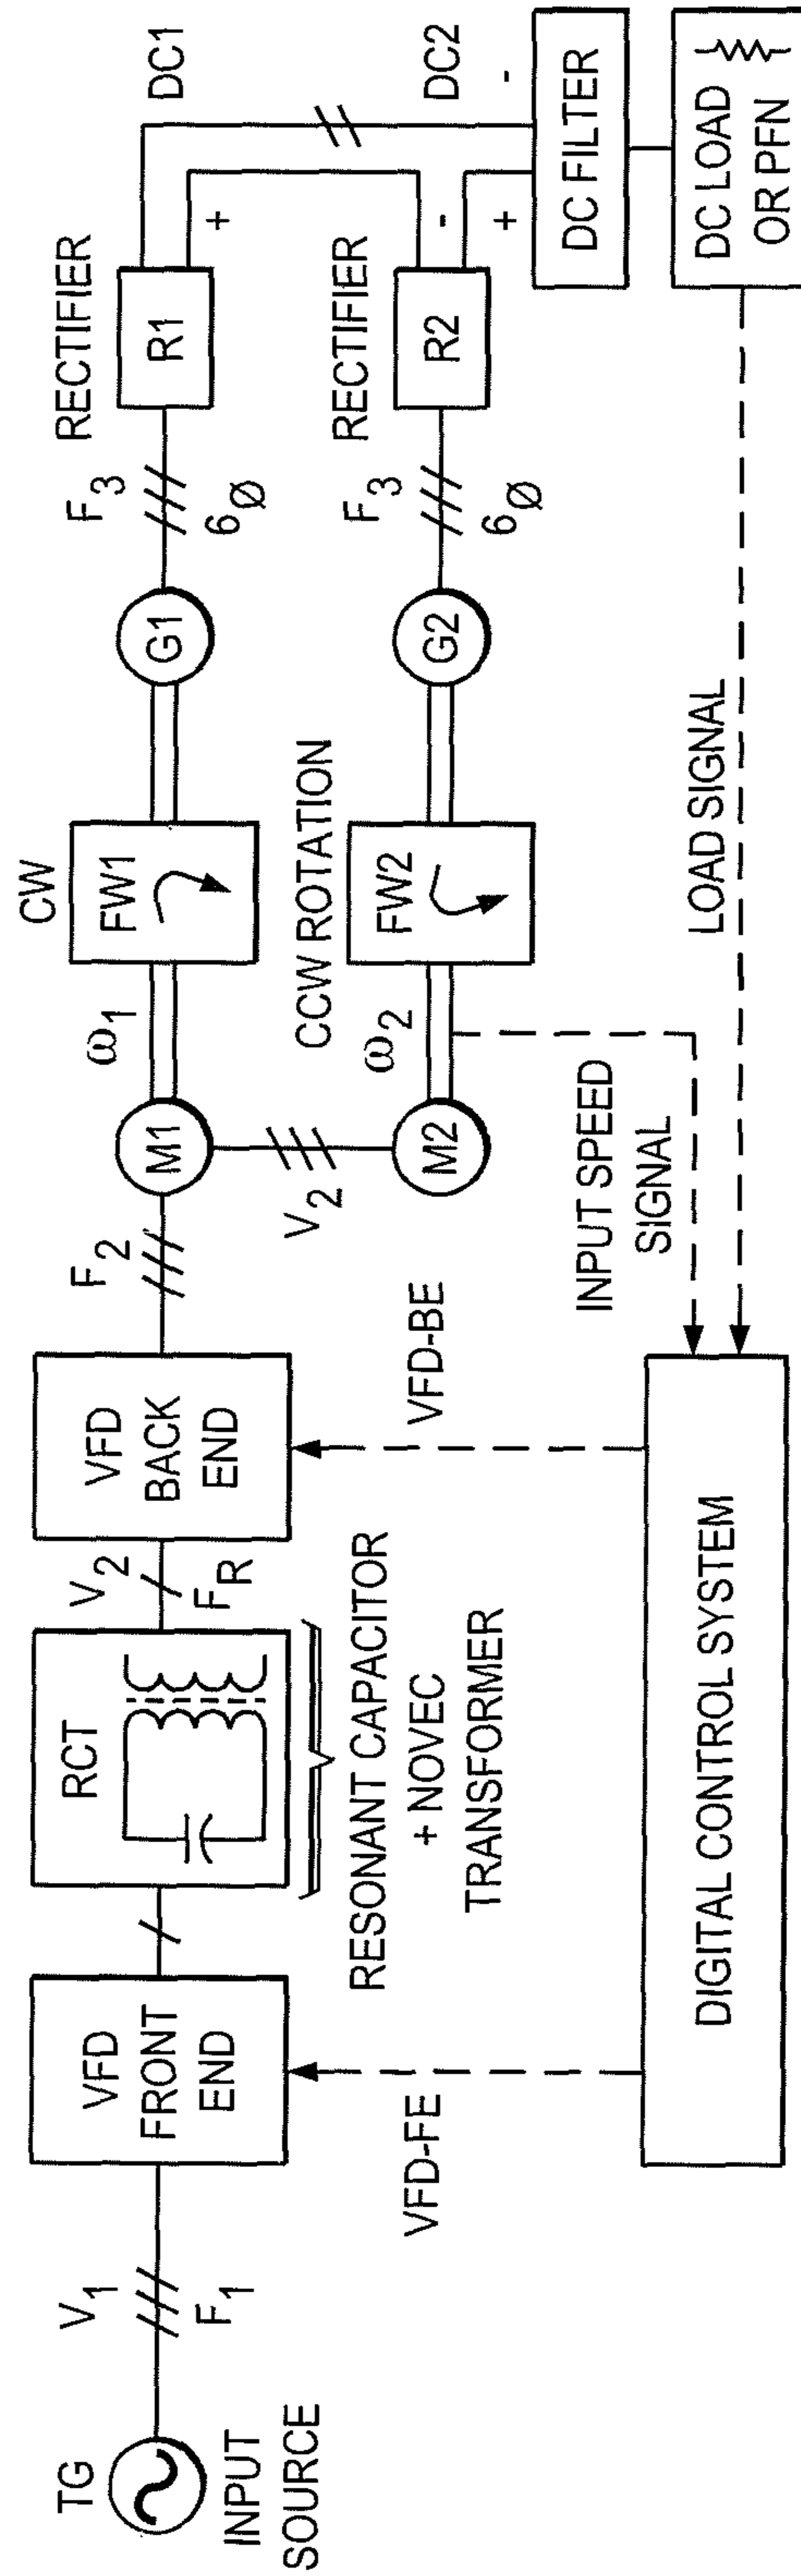 TG
INPUT
SOURCE
V1
F1
VFD
FRONT
END
VFD-FE
RCT
RESONANT CAPACITOR
+ NOVEC
TRANSFORMER
V2
FR
VFD
BACK
END
VFD-BE
F2
M1
V2
M2
ω1
ω2
INPUT SPEED
SIGNAL
CW
FW1
CCW ROTATION
FW2
G1
G2
F3
6Ø
F3
6Ø
RECTIFIER
R1
RECTIFIER
R2
+
-
+
DC1
DC2
-
DC FILTER
DC LOAD
OR PFN
LOAD SIGNAL
DIGITAL CONTROL SYSTEM